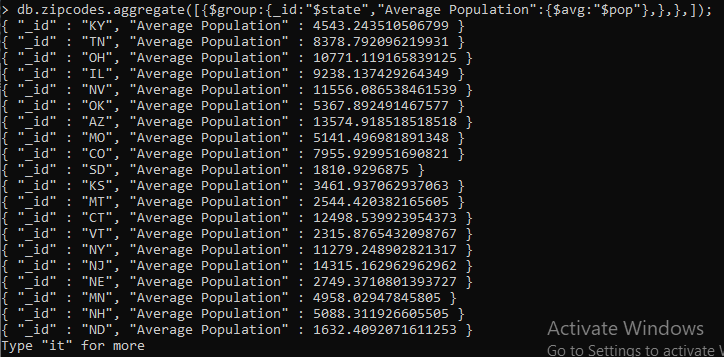 > db.zipcodes.aggregate([{$group:{_id:"$state","Average Population":{$avg:"$pop"},},},]);
{ "_id" : "KY", "Average Population" : 4543.243510506799 }
{ "_id" : "TN", "Average Population" : 8378.792096219931 }
{ "_id" : "OH", "Average Population" : 10771.119165839125 }
{ "_id" : "IL", "Average Population" : 9238.137429264349 }
{ "_id" : "NV", "Average Population" : 11556.086538461539 }
{ "_id" : "OK", "Average Population" : 5367.892491467577 }
{ "_id" : "AZ", "Average Population" : 13574.918518518518 }
{ "_id" : "MO", "Average Population" : 5141.496981891348 }
{ "_id" : "CO", "Average Population" : 7955.929951690821 }
{ "_id" : "SD", "Average Population" : 1810.9296875 }
{ "_id" : "KS", "Average Population" : 3461.937062937063 }
{ "_id" : "MT", "Average Population" : 2544.420382165605 }
{ "_id" : "CT", "Average Population" : 12498.539923954373 }
{ "_id" : "VT", "Average Population" : 2315.8765432098767 }
{ "_id" : "NY", "Average Population" : 11279.248902821317 }
{ "_id" : "NJ", "Average Population" : 14315.162962962962 }
{ "_id" : "NE", "Average Population" : 2749.3710801393727 }
{ "_id" : "MN", "Average Population" : 4958.02947845805 }
{ "_id" : "NH", "Average Population" : 5088.311926605505 }
{ "_id" : "ND", "Average Population" : 1632.4092071611253 }
Type "it" for more
Activate Windows
Go to Settings to activate W